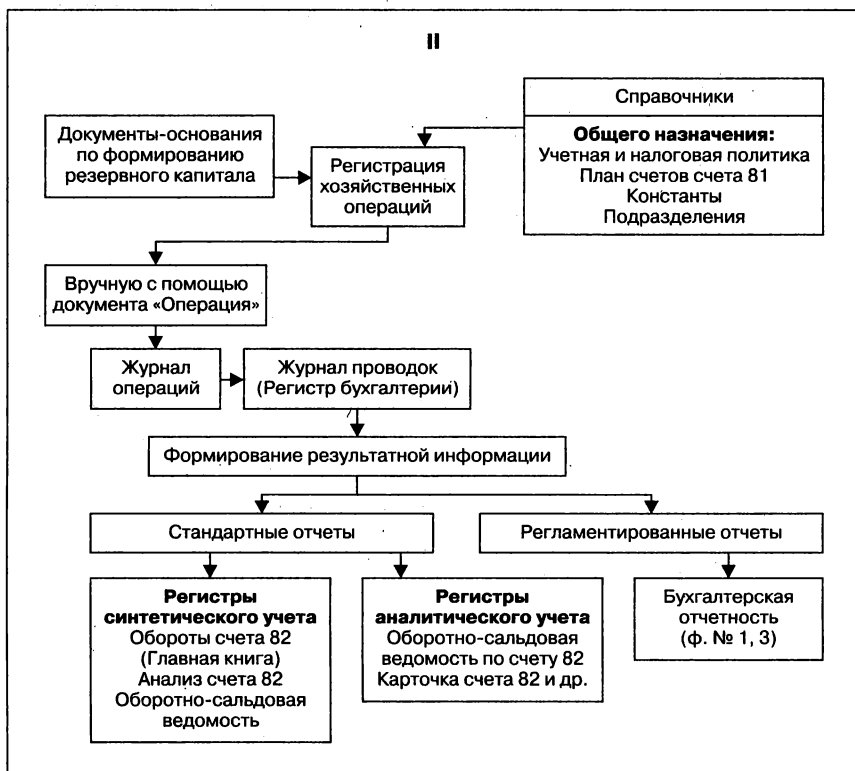 II
Документы-основания
по формированию
резервного капитала
Регистрация
хозяйственных
операций
Справочники
Общего назначения:
Учетная и налоговая политика
План счетов счета 81
Константы
Подразделения
Вручную с помощью
документа «Операция»
Журнал
операций
Журнал проводок
(Регистр бухгалтерии)
Формирование результатной информации
Стандартные отчеты
Регламентированные отчеты
Регистры
синтетического учета
Обороты счета 82
(Главная книга)
Анализ счета 82
Оборотно-сальдовая
ведомость
Регистры
аналитического учета
Оборотно-сальдовая
ведомость по счету 82
Карточка счета 82 и др.
Бухгалтерская
отчетность
(ф. № 1, 3)